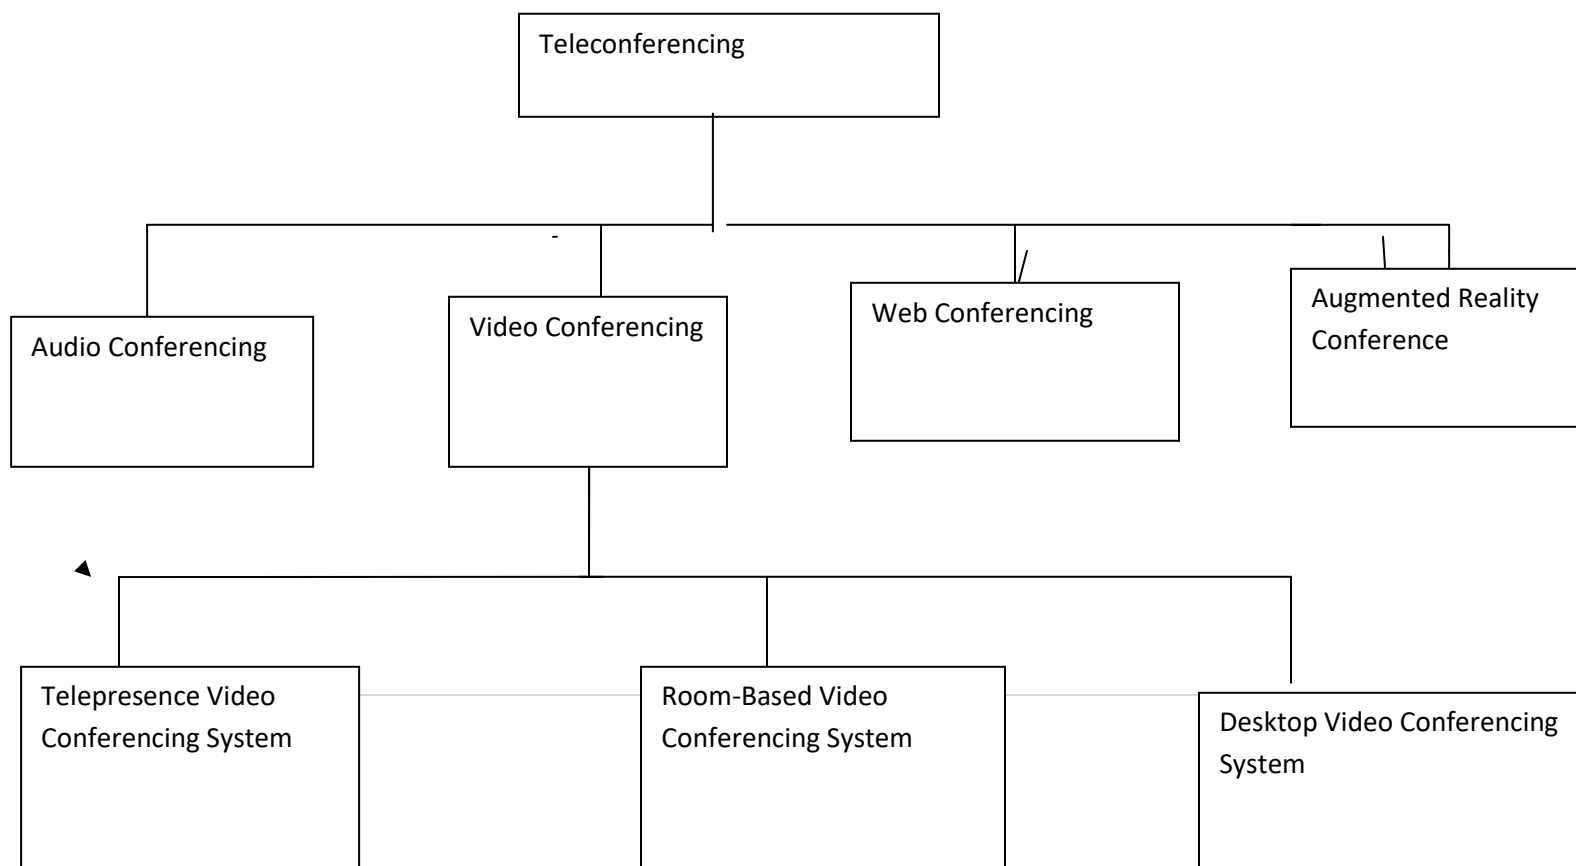 Teleconferencing
Audio Conferencing
Video Conferencing
Web Conferencing
Augmented Reality
Conference
Telepresence Video
Conferencing System
Room-Based Video
Conferencing System
Desktop Video Conferencing
System